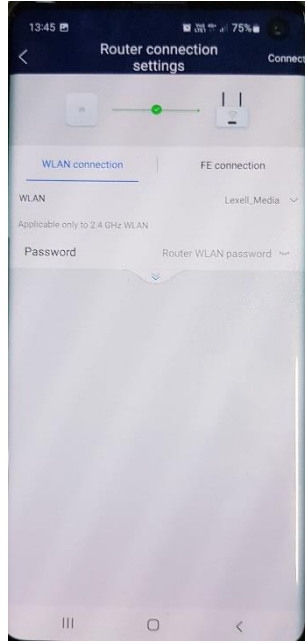 13:45 75%
Router connection
settings
Connect
WLAN connection FE connection
WLAN Lexell_Media
Applicable only to 2.4 GHz WLAN
Password Router WLAN password